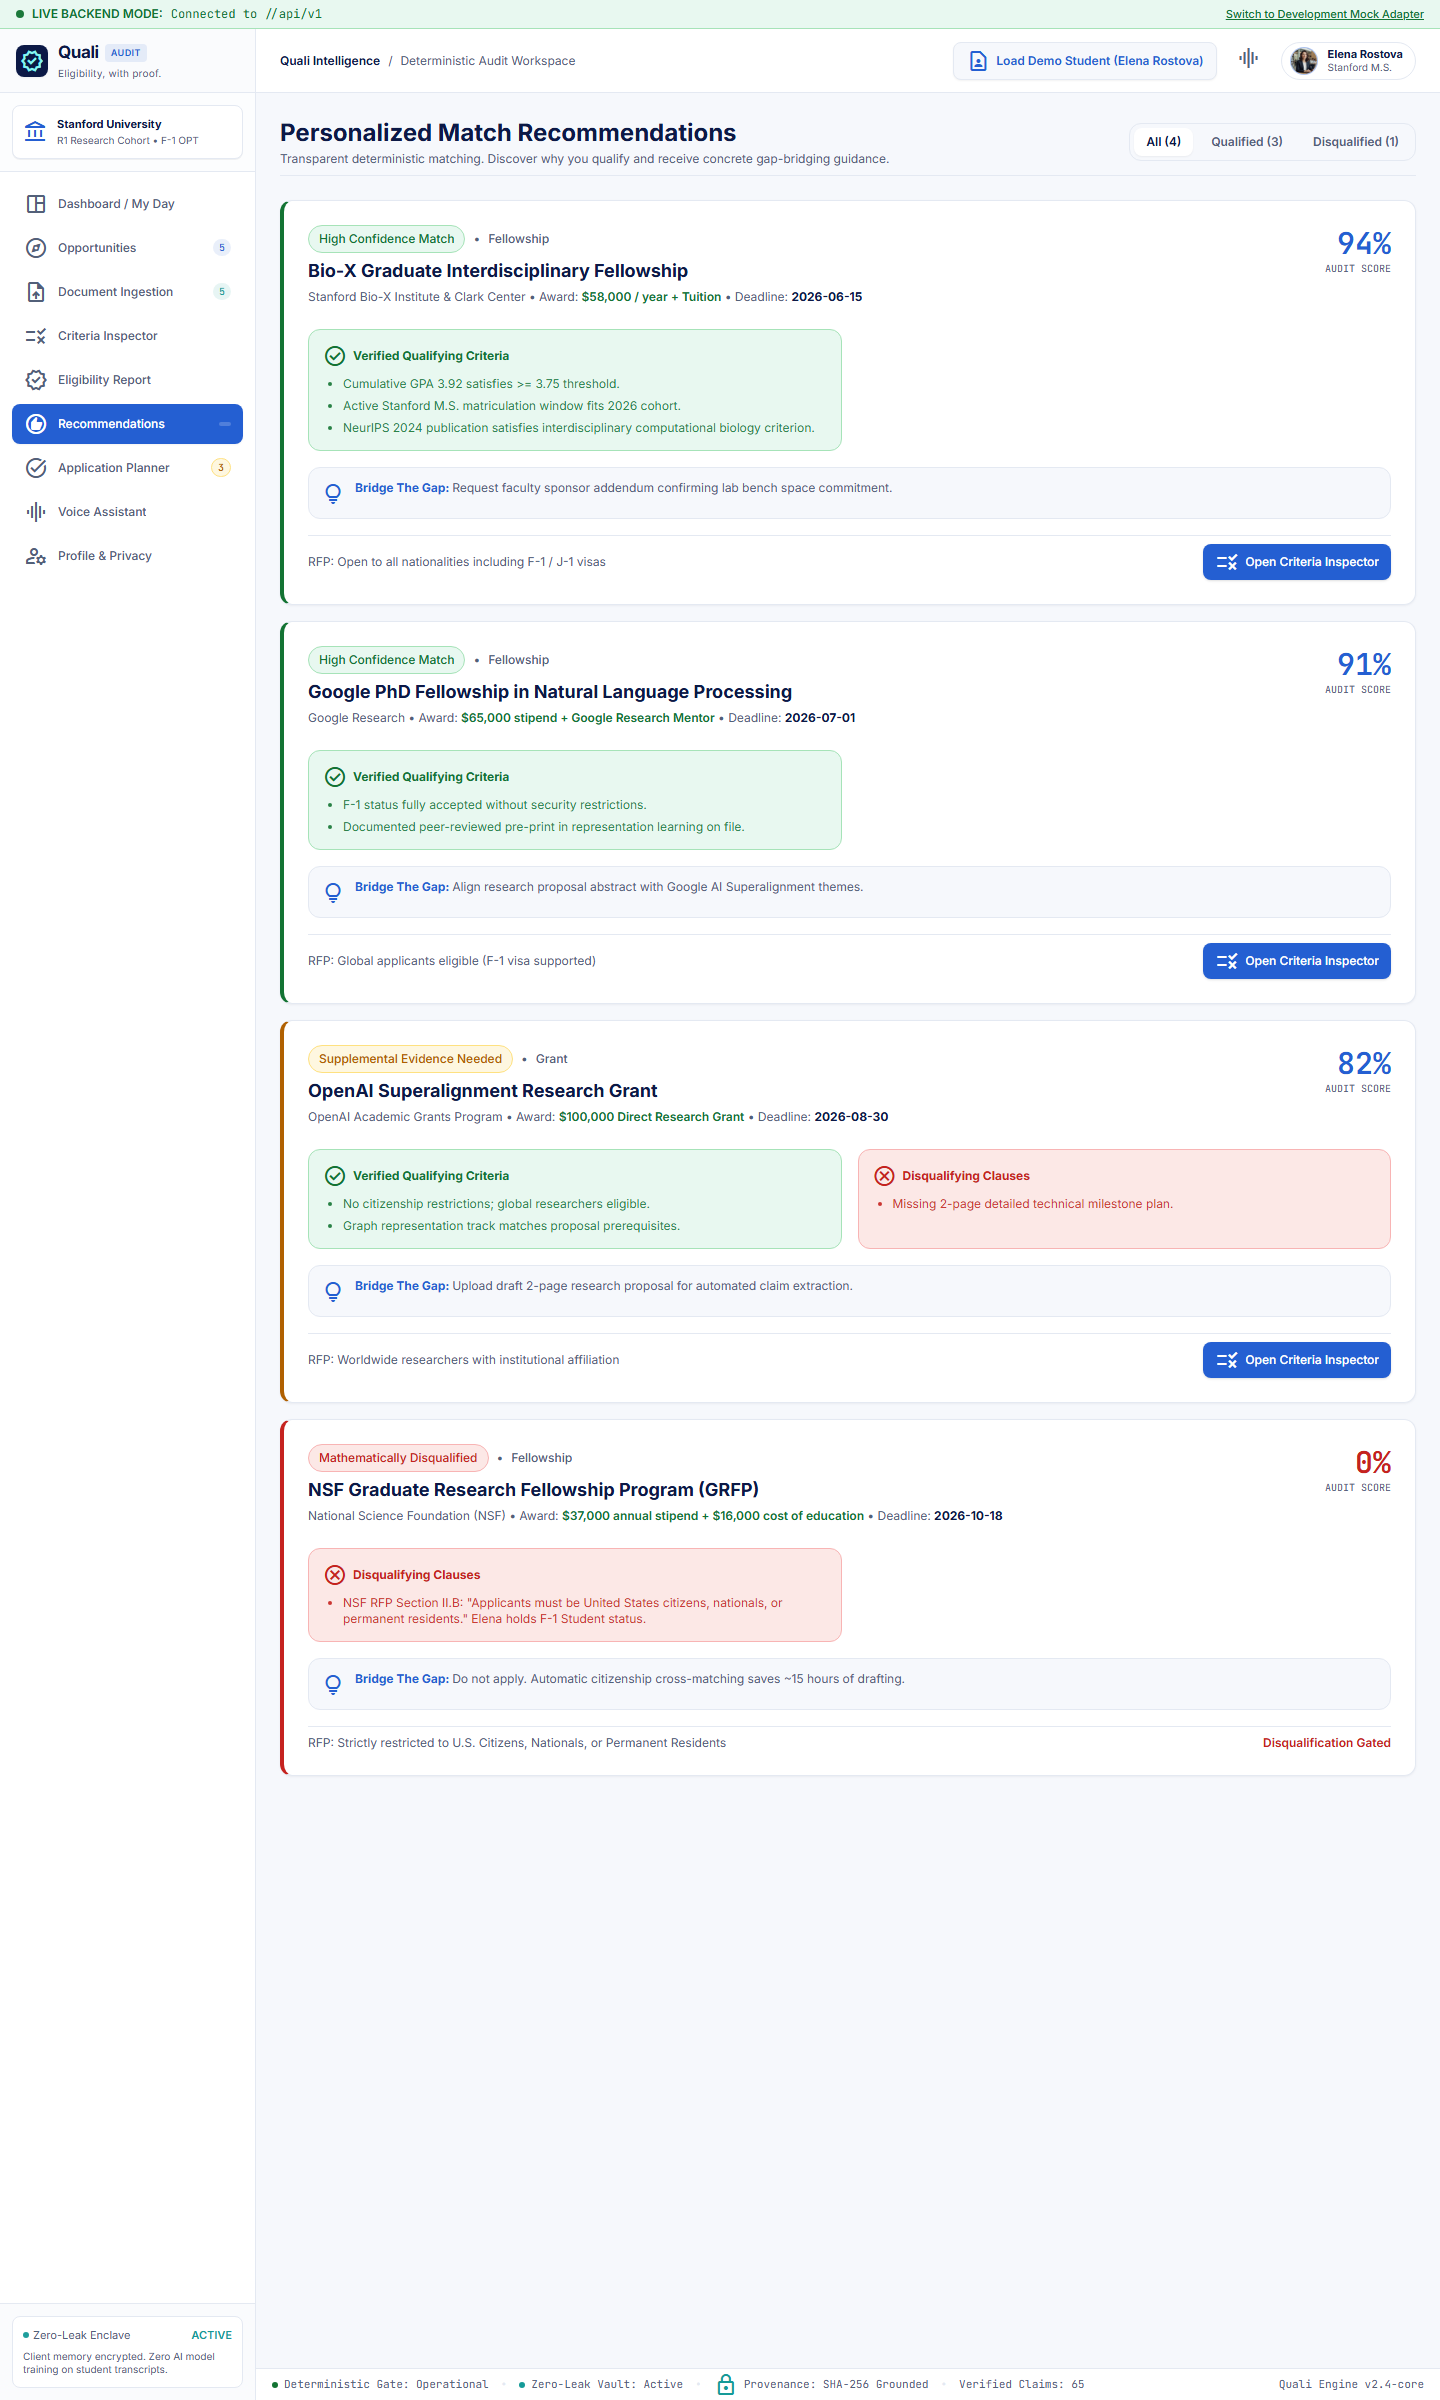 LIVE BACKEND MODE: Connected to //api/v1
Switch to Development Mock Adapter
Quali AUDIT
Eligibility, with proof.
Quali Intelligence / Deterministic Audit Workspace
Load Demo Student (Elena Rostova)
Elena Rostova
Stanford M.S.
Stanford University
R1 Research Cohort • F-1 OPT
Dashboard / My Day
Opportunities 5
Document Ingestion 5
Criteria Inspector
Eligibility Report
Recommendations
Application Planner 3
Voice Assistant
Profile & Privacy
Zero-Leak Enclave ACTIVE
Client memory encrypted. Zero AI model
training on student transcripts.
Personalized Match Recommendations
Transparent deterministic matching. Discover why you qualify and receive concrete gap-bridging guidance.
All (4) Qualified (3) Disqualified (1)
High Confidence Match • Fellowship
94%
AUDIT SCORE
Bio-X Graduate Interdisciplinary Fellowship
Stanford Bio-X Institute & Clark Center • Award: $58,000 / year + Tuition • Deadline: 2026-06-15
Verified Qualifying Criteria
• Cumulative GPA 3.92 satisfies >= 3.75 threshold.
• Active Stanford M.S. matriculation window fits 2026 cohort.
• NeurIPS 2024 publication satisfies interdisciplinary computational biology criterion.
Bridge The Gap: Request faculty sponsor addendum confirming lab bench space commitment.
RFP: Open to all nationalities including F-1 / J-1 visas
Open Criteria Inspector
High Confidence Match • Fellowship
91%
AUDIT SCORE
Google PhD Fellowship in Natural Language Processing
Google Research • Award: $65,000 stipend + Google Research Mentor • Deadline: 2026-07-01
Verified Qualifying Criteria
• F-1 status fully accepted without security restrictions.
• Documented peer-reviewed pre-print in representation learning on file.
Bridge The Gap: Align research proposal abstract with Google AI Superalignment themes.
RFP: Global applicants eligible (F-1 visa supported)
Open Criteria Inspector
Supplemental Evidence Needed • Grant
82%
AUDIT SCORE
OpenAI Superalignment Research Grant
OpenAI Academic Grants Program • Award: $100,000 Direct Research Grant • Deadline: 2026-08-30
Verified Qualifying Criteria
• No citizenship restrictions; global researchers eligible.
• Graph representation track matches proposal prerequisites.
Disqualifying Clauses
• Missing 2-page detailed technical milestone plan.
Bridge The Gap: Upload draft 2-page research proposal for automated claim extraction.
RFP: Worldwide researchers with institutional affiliation
Open Criteria Inspector
Mathematically Disqualified • Fellowship
0%
AUDIT SCORE
NSF Graduate Research Fellowship Program (GRFP)
National Science Foundation (NSF) • Award: $37,000 annual stipend + $16,000 cost of education • Deadline: 2026-10-18
Disqualifying Clauses
• NSF RFP Section II.B: "Applicants must be United States citizens, nationals, or
permanent residents." Elena holds F-1 Student status.
Bridge The Gap: Do not apply. Automatic citizenship cross-matching saves ~15 hours of drafting.
RFP: Strictly restricted to U.S. Citizens, Nationals, or Permanent Residents
Disqualification Gated
Deterministic Gate: Operational • Zero-Leak Vault: Active • Provenance: SHA-256 Grounded • Verified Claims: 65
Quali Engine v2.4-core